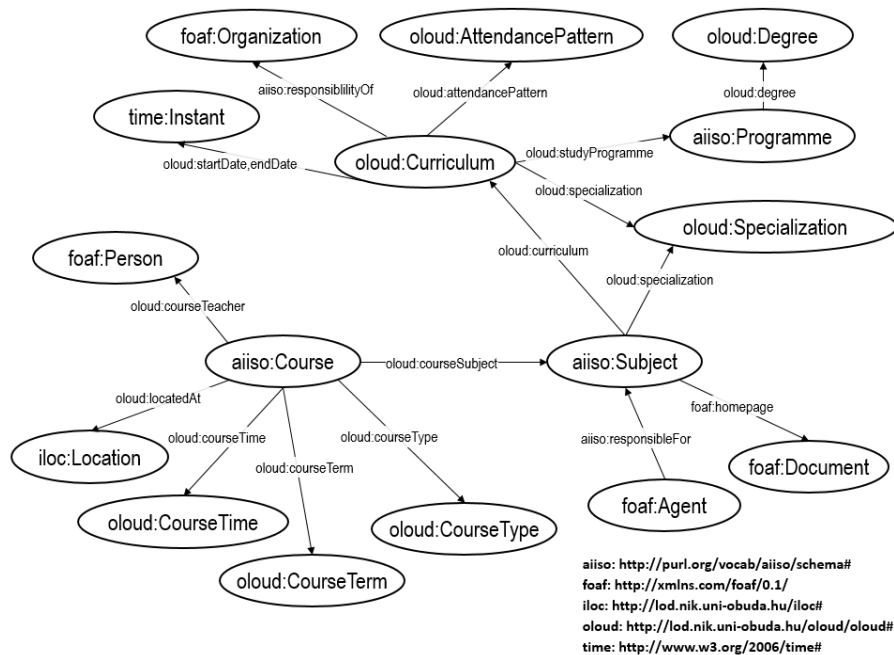 foaf:Organization
oloud:AttendancePattern
oloud:Degree
aiiso:responsiblilityOf
oloud:attendancePattern
oloud:degree
time:Instant
aiiso:Programme
oloud:startDate,endDate
oloud:Curriculum
oloud:studyProgramme
oloud:specialization
oloud:Specialization
oloud:curriculum
foaf:Person
oloud:specialization
oloud:courseTeacher
aiiso:Course
oloud:courseSubject
aiiso:Subject
oloud:locatedAt
foaf:homepage
oloud:courseTime
oloud:courseType
aiiso:responsibleFor
iloc:Location
oloud:courseTerm
foaf:Document
oloud:CourseTime
oloud:CourseType
foaf:Agent
oloud:CourseTerm
aiiso: http://purl.org/vocab/aiiso/schema#
foaf: http://xmlns.com/foaf/0.1/
iloc: http://lod.nik.uni-obuda.hu/iloc#
oloud: http://lod.nik.uni-obuda.hu/oloud/oloud#
time: http://www.w3.org/2006/time#